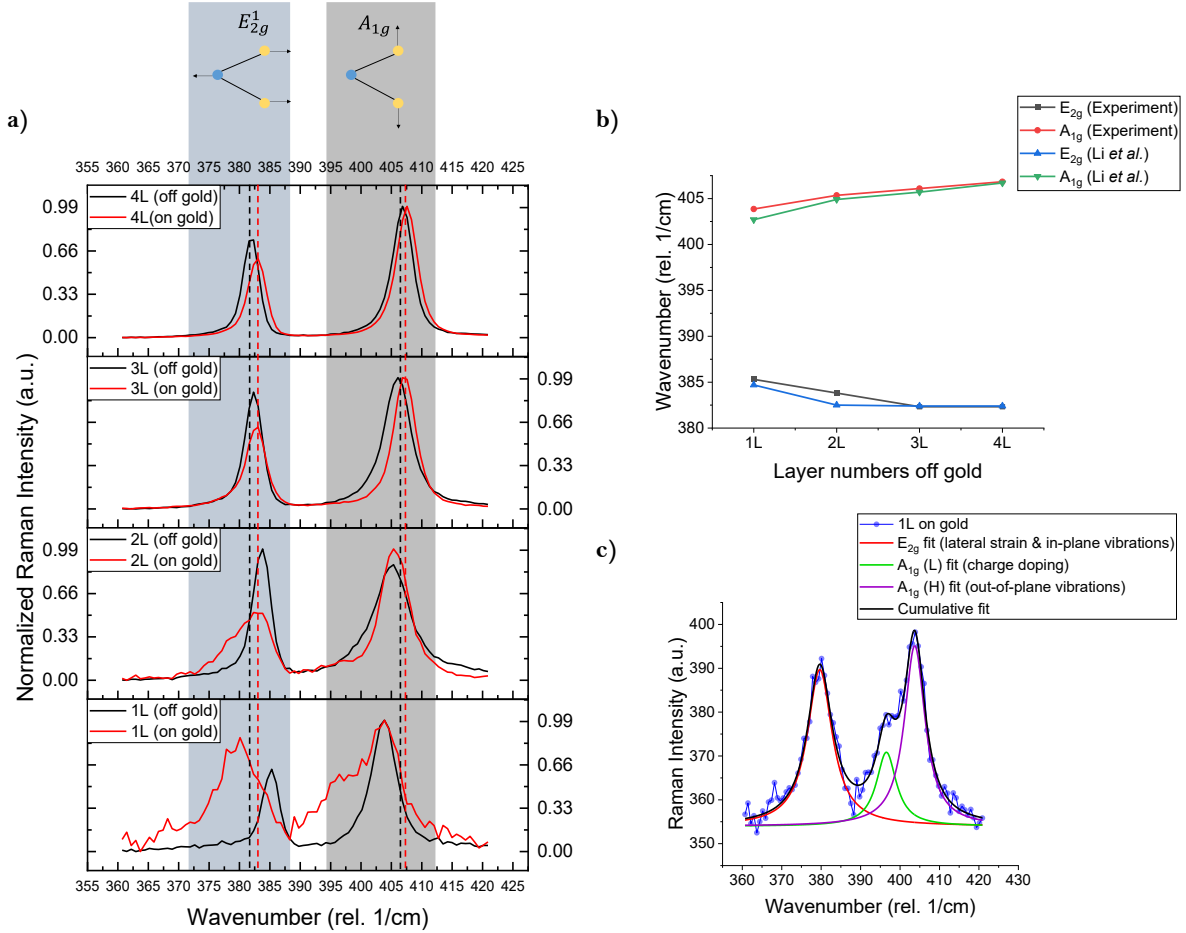 E¹₂g
A₁g
a)
355 360 365 370 375 380 385 390 395 400 405 410 415 420 425
4L (off gold)
4L(on gold)
0.99
0.66
0.33
0.00
3L (off gold)
3L (on gold)
0.99
0.66
0.33
0.00
2L (off gold)
2L (on gold)
0.99
0.66
0.33
0.00
1L (off gold)
1L (on gold)
0.99
0.66
0.33
0.00
Normalized Raman Intensity (a.u.)
355 360 365 370 375 380 385 390 395 400 405 410 415 420 425
Wavenumber (rel. 1/cm)
b)
E₂g (Experiment)
A₁g (Experiment)
E₂g (Li et al.)
A₁g (Li et al.)
Wavenumber (rel. 1/cm)
405
400
395
390
385
380
1L 2L 3L 4L
Layer numbers off gold
c)
1L on gold
E₂g fit (lateral strain & in-plane vibrations)
A₁g (L) fit (charge doping)
A₁g (H) fit (out-of-plane vibrations)
Cumulative fit
Raman Intensity (a.u.)
400
390
380
370
360
350
360 370 380 390 400 410 420 430
Wavenumber (rel. 1/cm)